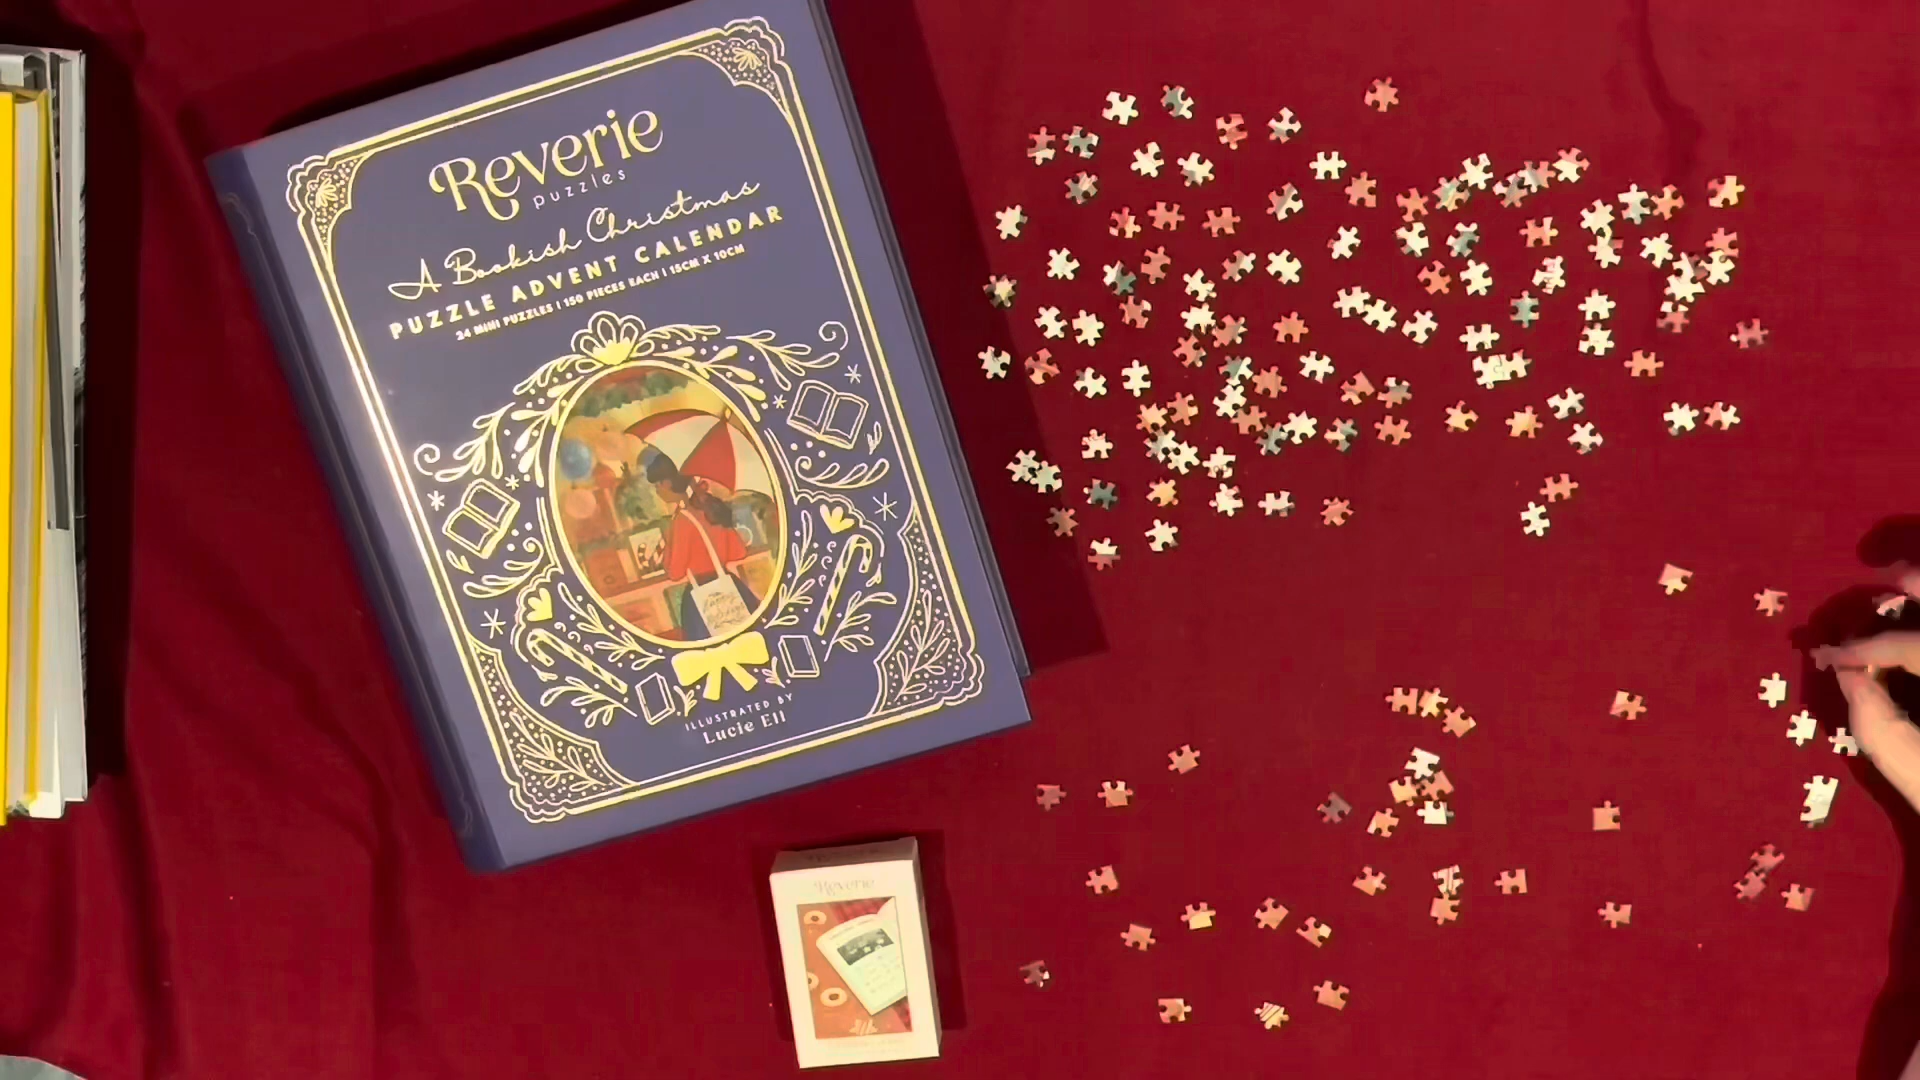 Reverie
puzzles
A Bookish Christmas
PUZZLE ADVENT CALENDAR
24 MINI PUZZLES | 150 PIECES EACH | 15CM X 10CM
ILLUSTRATED BY
Lucie Ell
Reverie